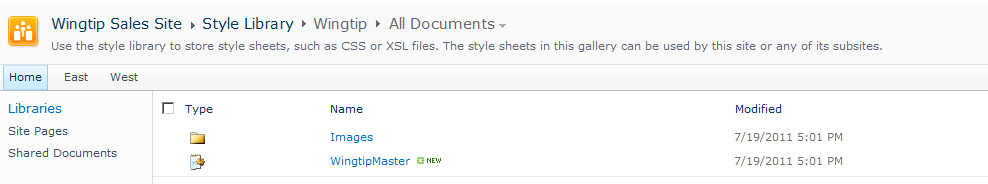 Wingtip Sales Site ▸ Style Library ▸ Wingtip ▸ All Documents
Use the style library to store style sheets, such as CSS or XSL files. The style sheets in this gallery can be used by this site or any of its subsites.
Home East West
Libraries
Site Pages
Shared Documents
Type Name Modified
Images 7/19/2011 5:01 PM
WingtipMaster NEW 7/19/2011 5:01 PM